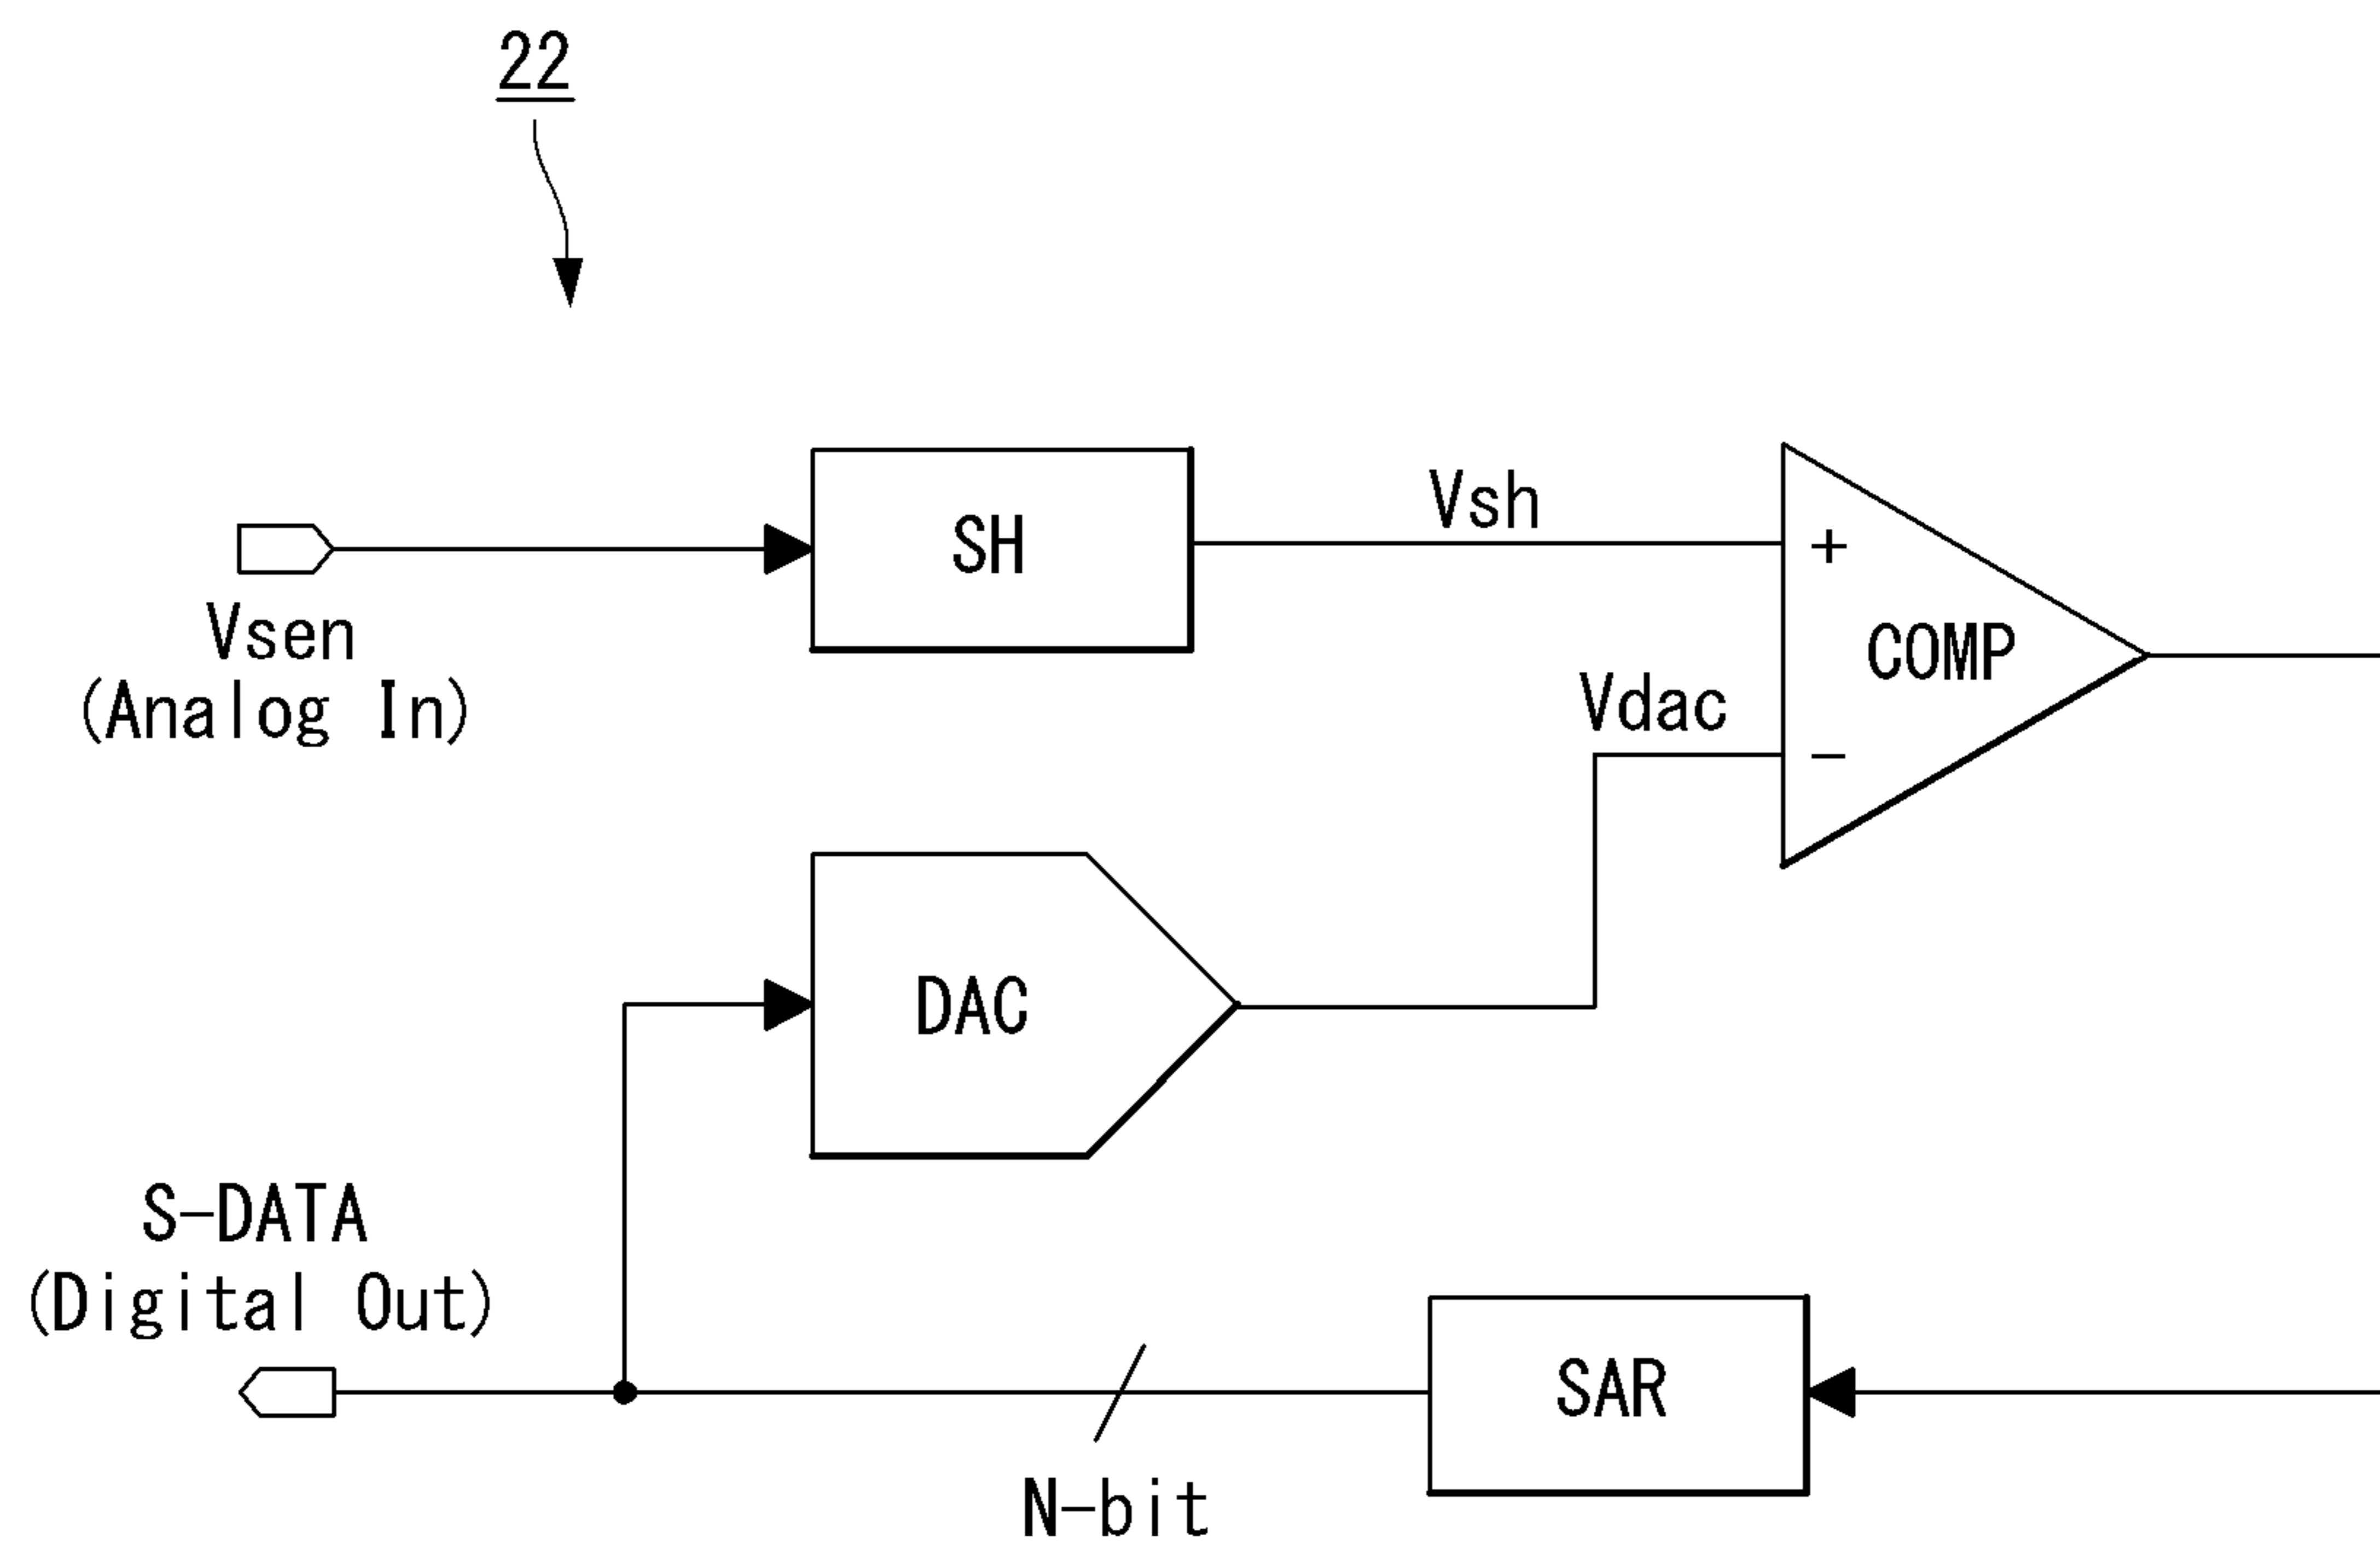 22
SH
Vsh
+
Vsen
(Analog In)
COMP
Vdac
−
DAC
S-DATA
(Digital Out)
SAR
N-bit